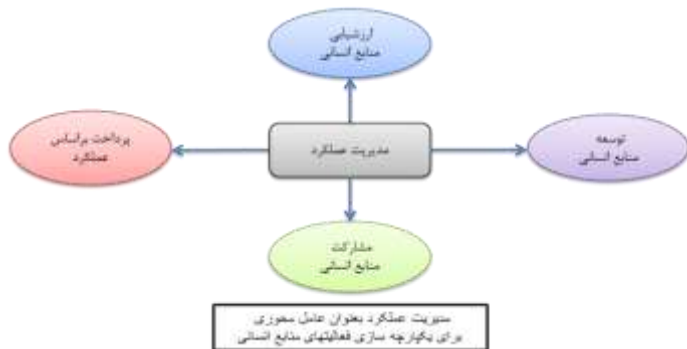 ارزشیابی
منابع انسانی
پرداخت براساس
عملکرد
مدیریت عملکرد
توسعه
منابع انسانی
مشارکت
منابع انسانی
مدیریت عملکرد بعنوان عامل محوری
برای یکپارچه سازی فعالیتهای منابع انسانی